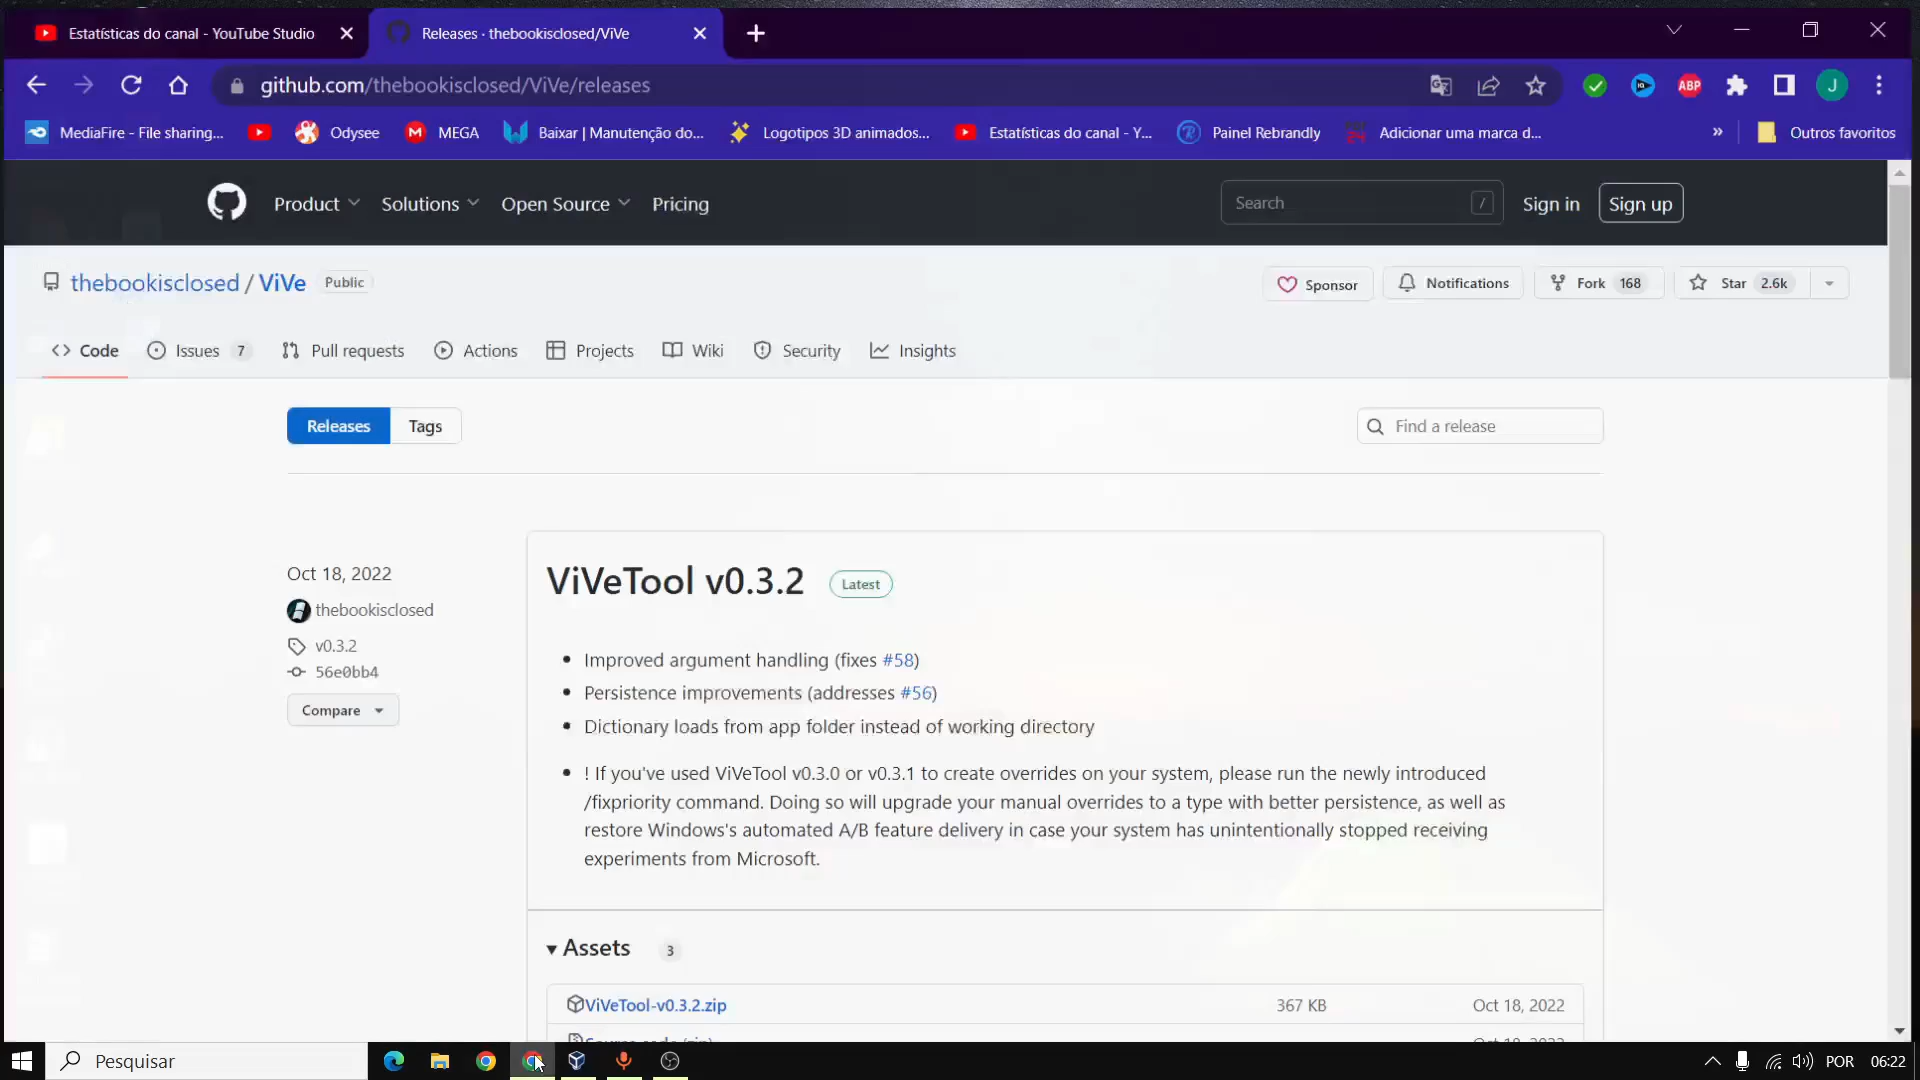 Estatísticas do canal - YouTube Studio
Releases · thebookisclosed/ViVe
github.com/thebookisclosed/ViVe/releases
ABP
J
MediaFire - File sharing...
Odysee
MEGA
Baixar | Manutenção do...
Logotipos 3D animados...
Estatísticas do canal - Y...
Painel Rebrandly
Adicionar uma marca d...
»
Outros favoritos
Product
Solutions
Open Source
Pricing
Search /
Sign in
Sign up
thebookisclosed / ViVe Public
Sponsor
Notifications
Fork 168
Star 2.6k
Code
Issues 7
Pull requests
Actions
Projects
Wiki
Security
Insights
Releases
Tags
Find a release
Oct 18, 2022
thebookisclosed
v0.3.2
56e0bb4
Compare
ViVeTool v0.3.2 Latest
• Improved argument handling (fixes #58)
• Persistence improvements (addresses #56)
• Dictionary loads from app folder instead of working directory
• ! If you've used ViVeTool v0.3.0 or v0.3.1 to create overrides on your system, please run the newly introduced
/fixpriority command. Doing so will upgrade your manual overrides to a type with better persistence, as well as
restore Windows's automated A/B feature delivery in case your system has unintentionally stopped receiving
experiments from Microsoft.
Assets 3
ViVeTool-v0.3.2.zip 367 KB Oct 18, 2022
Source code (zip) Oct 18, 2022
Pesquisar
POR
06:22